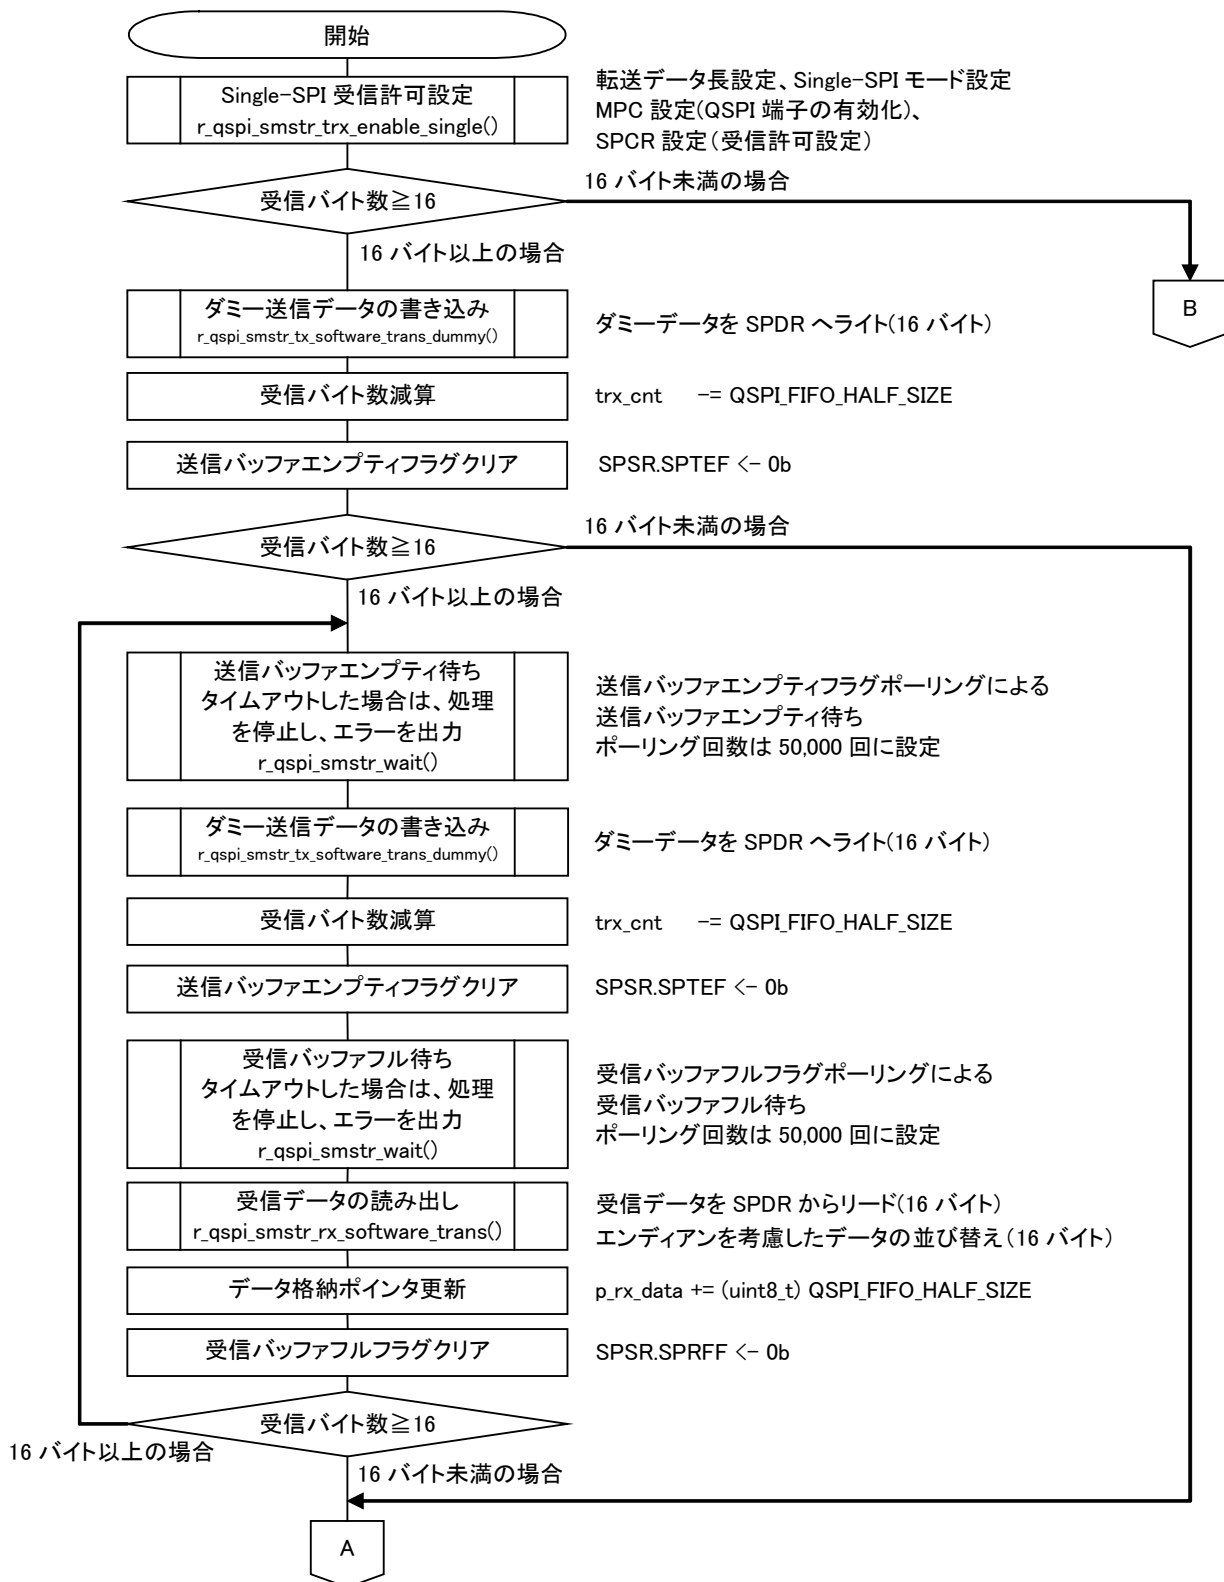 開始
Single-SPI 受信許可設定
r_qspi_smstr_trx_enable_single()
転送データ長設定、Single-SPI モード設定
MPC 設定(QSPI 端子の有効化)、
SPCR 設定(受信許可設定)
受信バイト数≧16
16 バイト未満の場合
16 バイト以上の場合
B
ダミー送信データの書き込み
r_qspi_smstr_tx_software_trans_dummy()
ダミーデータを SPDR へライト(16 バイト)
受信バイト数減算
trx_cnt -= QSPI_FIFO_HALF_SIZE
送信バッファエンプティフラグクリア
SPSR.SPTEF <- 0b
受信バイト数≧16
16 バイト未満の場合
16 バイト以上の場合
送信バッファエンプティ待ち
タイムアウトした場合は、処理
を停止し、エラーを出力
r_qspi_smstr_wait()
送信バッファエンプティフラグポーリングによる
送信バッファエンプティ待ち
ポーリング回数は 50,000 回に設定
ダミー送信データの書き込み
r_qspi_smstr_tx_software_trans_dummy()
ダミーデータを SPDR へライト(16 バイト)
受信バイト数減算
trx_cnt -= QSPI_FIFO_HALF_SIZE
送信バッファエンプティフラグクリア
SPSR.SPTEF <- 0b
受信バッファフル待ち
タイムアウトした場合は、処理
を停止し、エラーを出力
r_qspi_smstr_wait()
受信バッファフルフラグポーリングによる
受信バッファフル待ち
ポーリング回数は 50,000 回に設定
受信データの読み出し
r_qspi_smstr_rx_software_trans()
受信データを SPDR からリード(16 バイト)
エンディアンを考慮したデータの並び替え(16 バイト)
データ格納ポインタ更新
p_rx_data += (uint8_t) QSPI_FIFO_HALF_SIZE
受信バッファフルフラグクリア
SPSR.SPRFF <- 0b
受信バイト数≧16
16 バイト以上の場合
16 バイト未満の場合
A